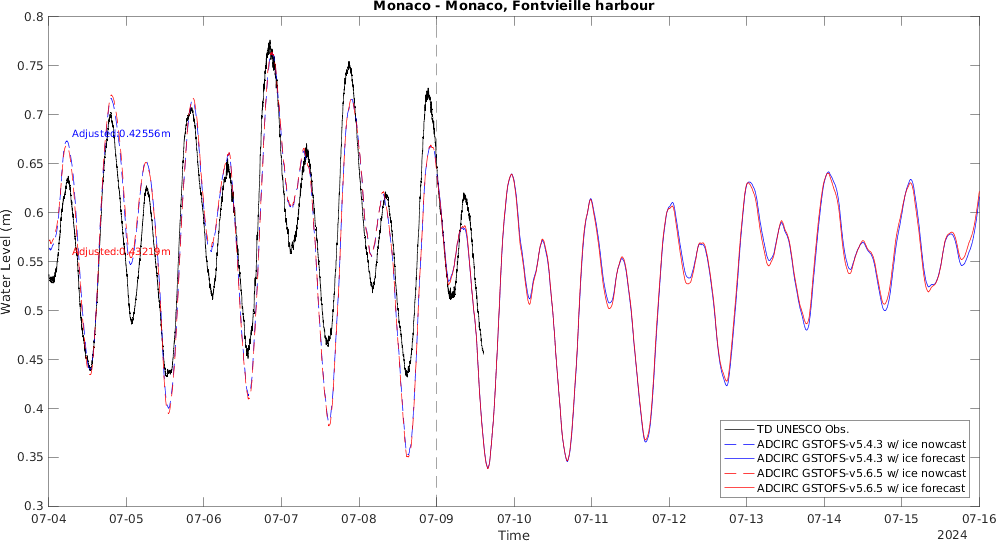 Monaco - Monaco, Fontvieille harbour
0.8
0.75
0.7
0.65
0.6
0.55
0.5
0.45
0.4
0.35
0.3
Water Level (m)
Adjusted:0.42556m
Adjusted:0.43219m
TD UNESCO Obs.
ADCIRC GSTOFS-v5.4.3 w/ ice nowcast
ADCIRC GSTOFS-v5.4.3 w/ ice forecast
ADCIRC GSTOFS-v5.6.5 w/ ice nowcast
ADCIRC GSTOFS-v5.6.5 w/ ice forecast
07-04 07-05 07-06 07-07 07-08 07-09 07-10 07-11 07-12 07-13 07-14 07-15 07-16
Time
2024